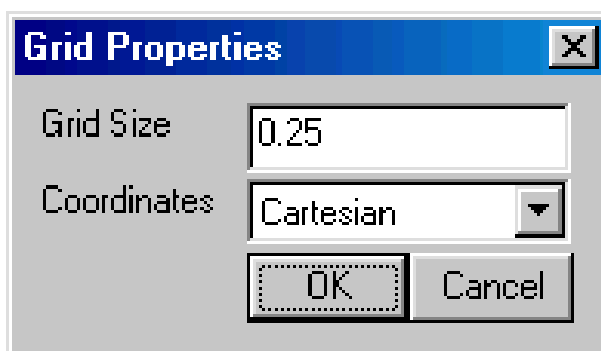 Grid Properties
Grid Size 0.25
Coordinates Cartesian
OK Cancel